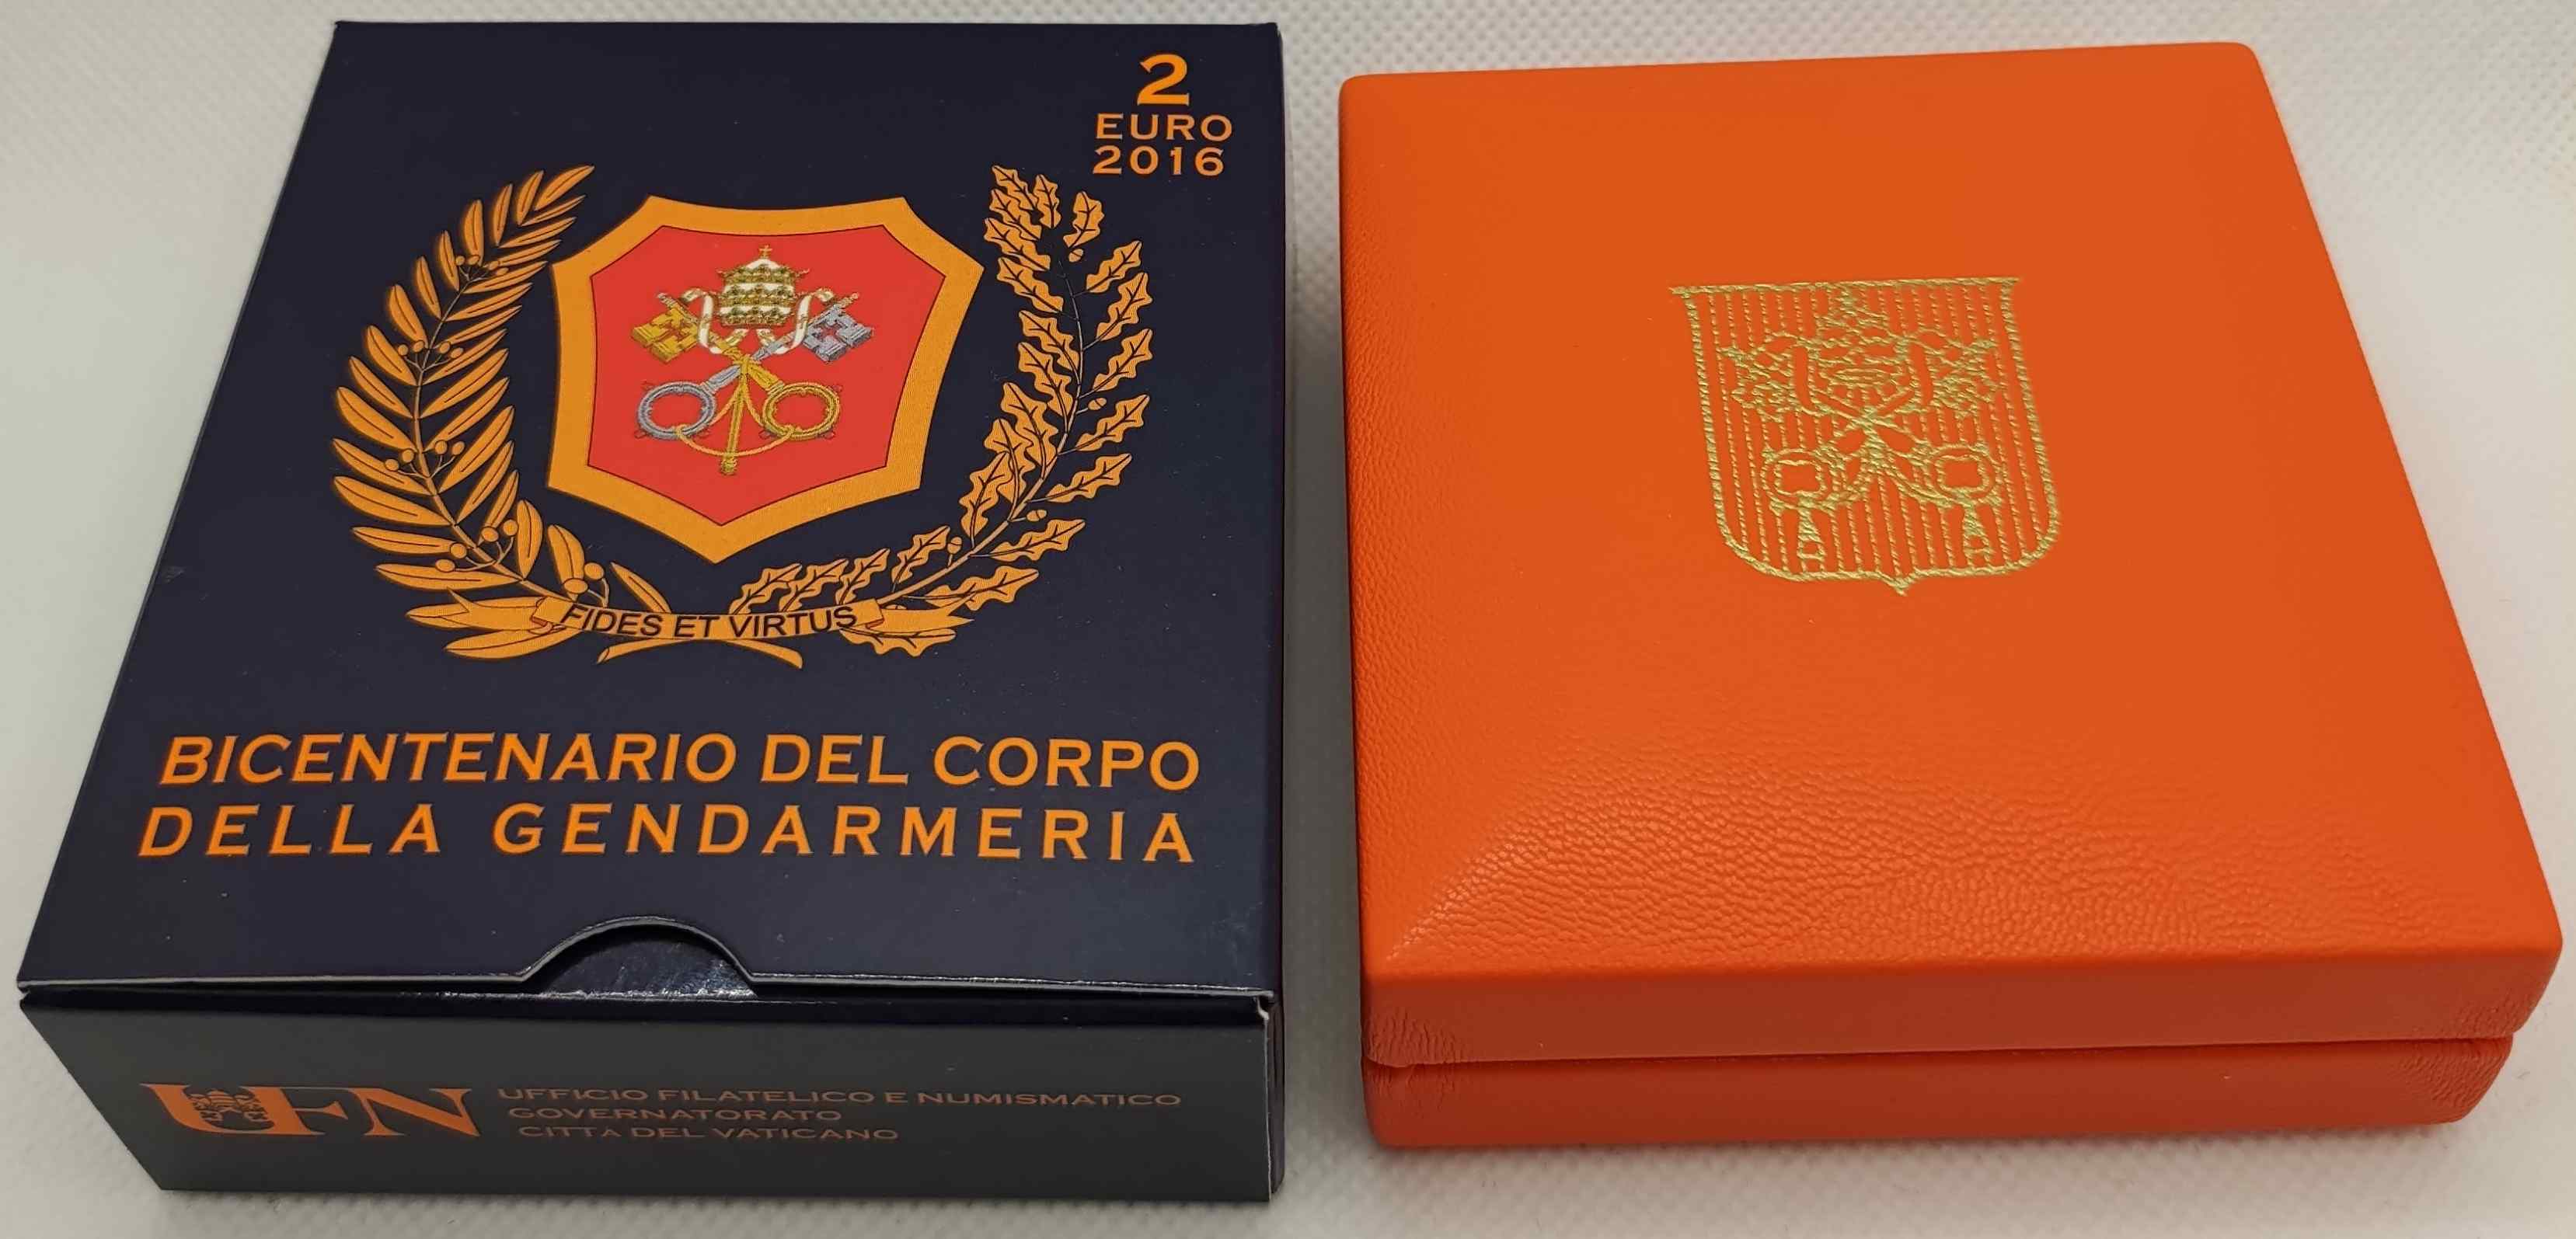 2
EURO
2016
FIDES ET VIRTUS
BICENTENARIO DEL CORPO
DELLA GENDARMERIA
UFN
UFFICIO FILATELICO E NUMISMATICO
GOVERNATORATO
CITTÀ DEL VATICANO